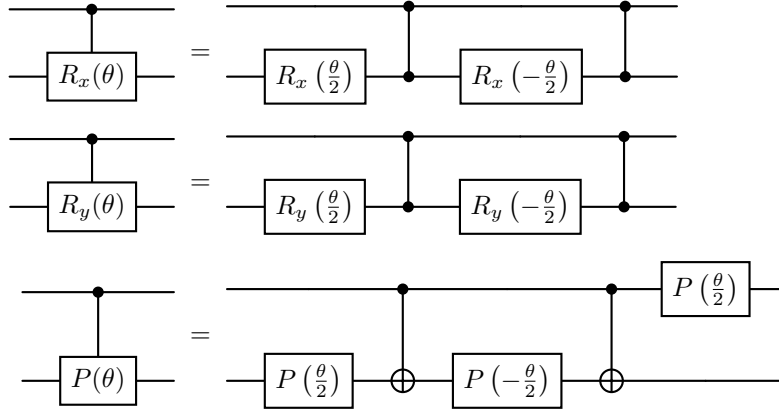 R_x(θ) = R_x (θ/2) R_x (−θ/2)
R_y(θ) = R_y (θ/2) R_y (−θ/2)
P (θ/2)
P(θ) = P (θ/2) P (−θ/2)